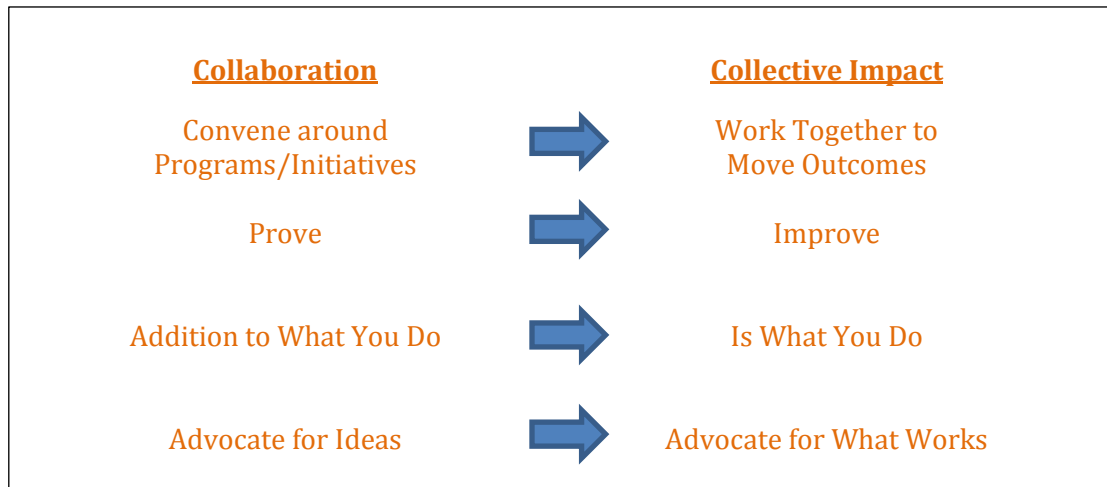 Collaboration
Collective Impact
Convene around
Programs/Initiatives
Work Together to
Move Outcomes
Prove
Improve
Addition to What You Do
Is What You Do
Advocate for Ideas
Advocate for What Works